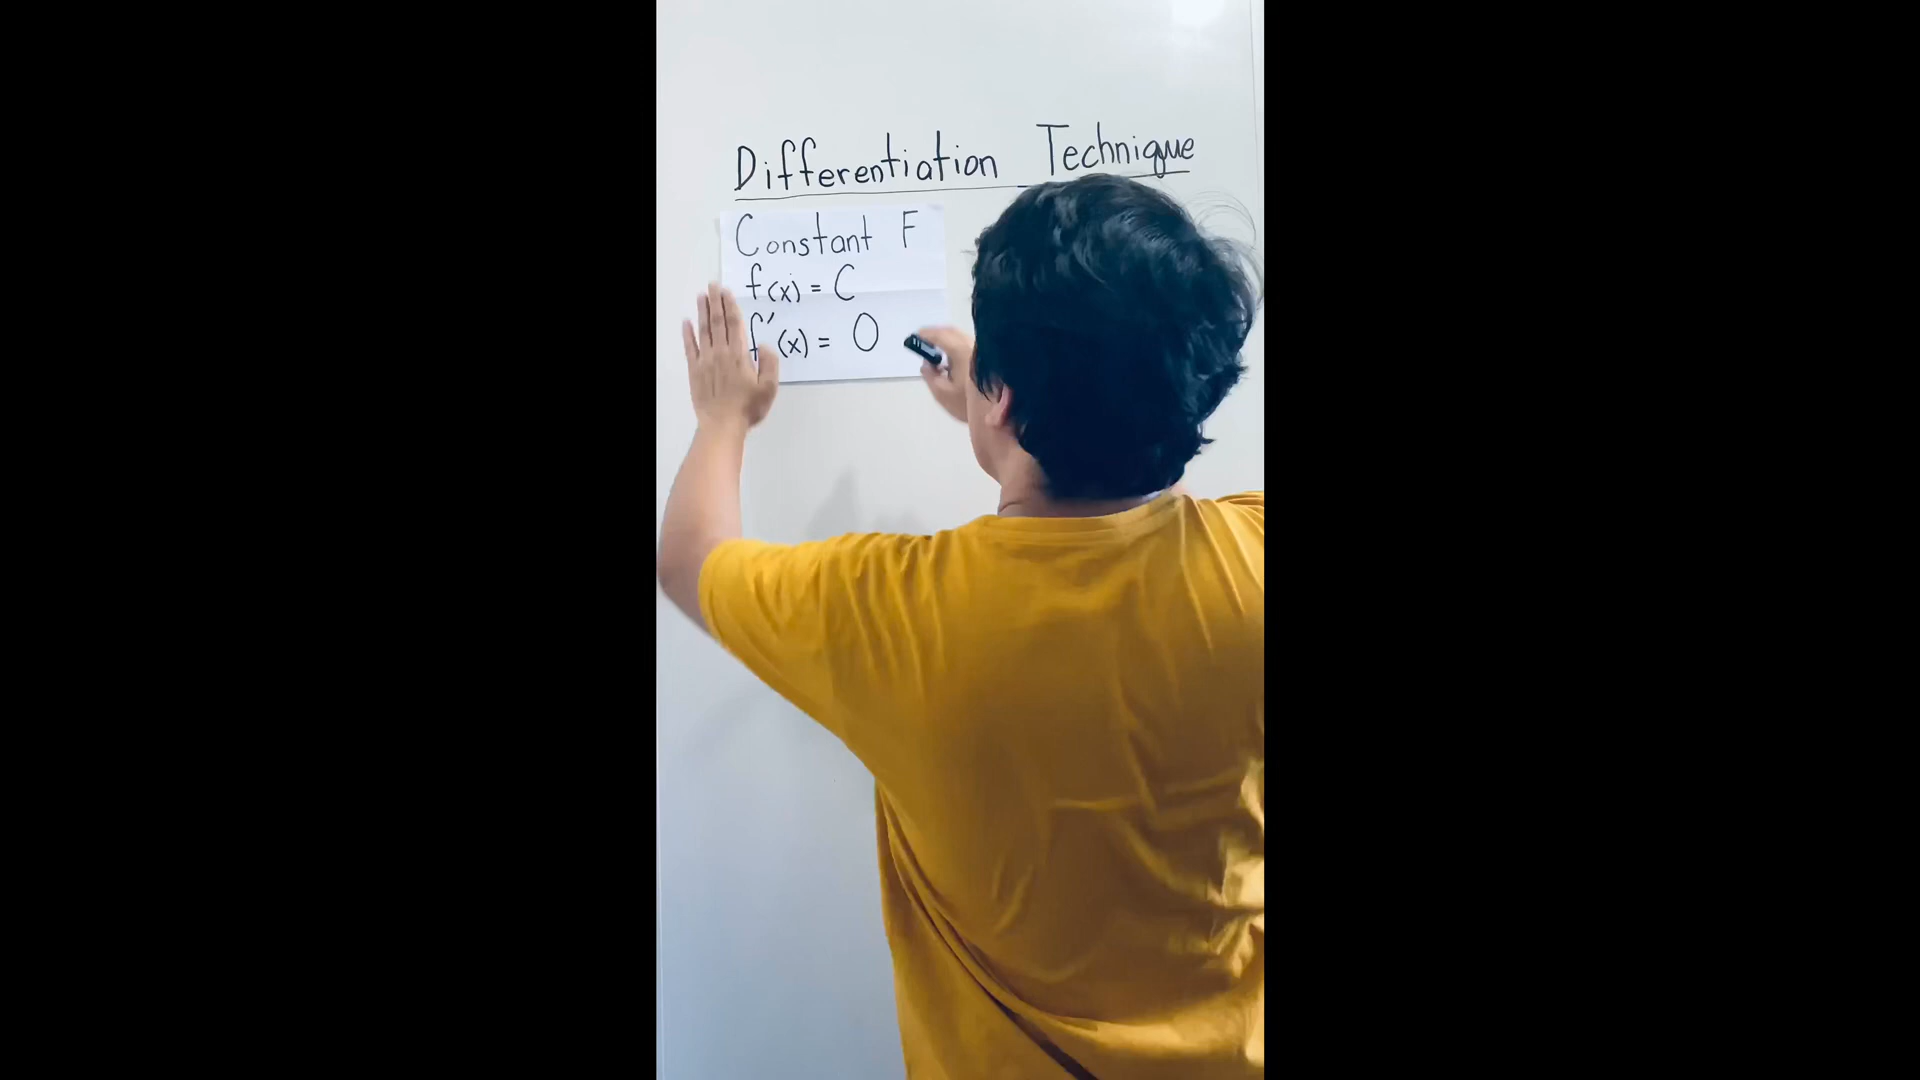 Differentiation Technique
Constant F
f(x) = C
f'(x) = 0